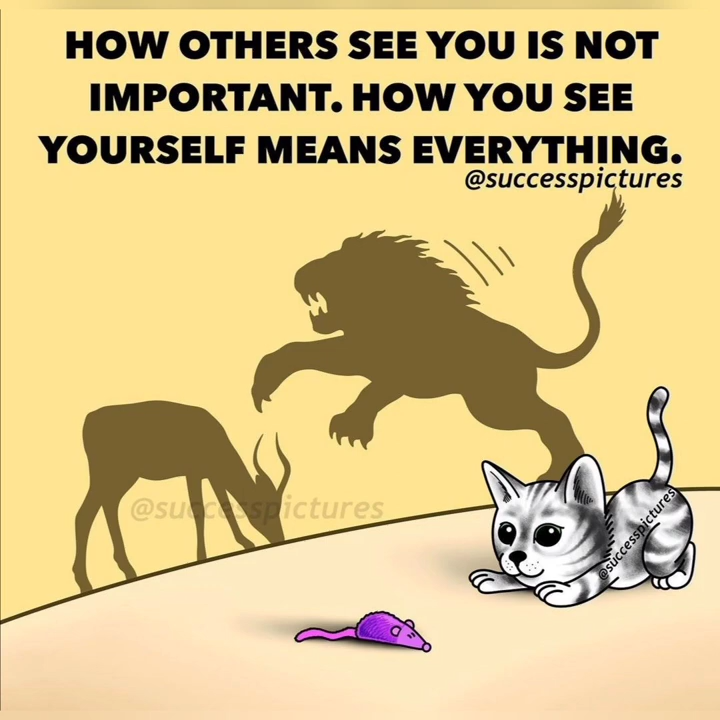 HOW OTHERS SEE YOU IS NOT
IMPORTANT. HOW YOU SEE
YOURSELF MEANS EVERYTHING.
@successpictures
@successpictures
@successpictures